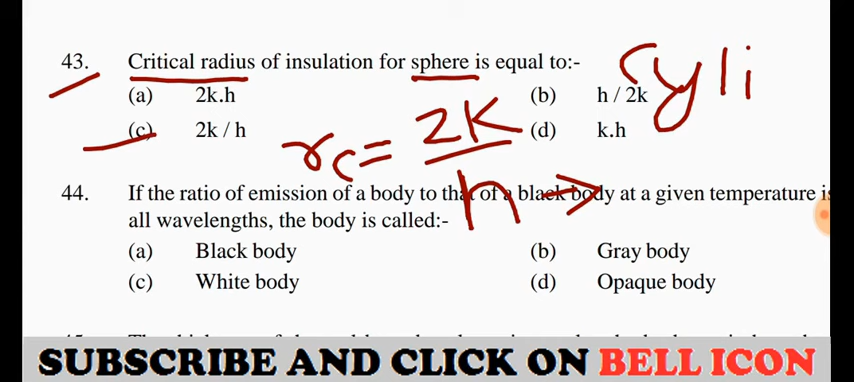 43. Critical radius of insulation for sphere is equal to:-
(a) 2k.h (b) h / 2k
(c) 2k / h (d) k.h
rc = 2K / h →
cyli
44. If the ratio of emission of a body to that of a black body at a given temperature is
all wavelengths, the body is called:-
(a) Black body (b) Gray body
(c) White body (d) Opaque body
SUBSCRIBE AND CLICK ON BELL ICON